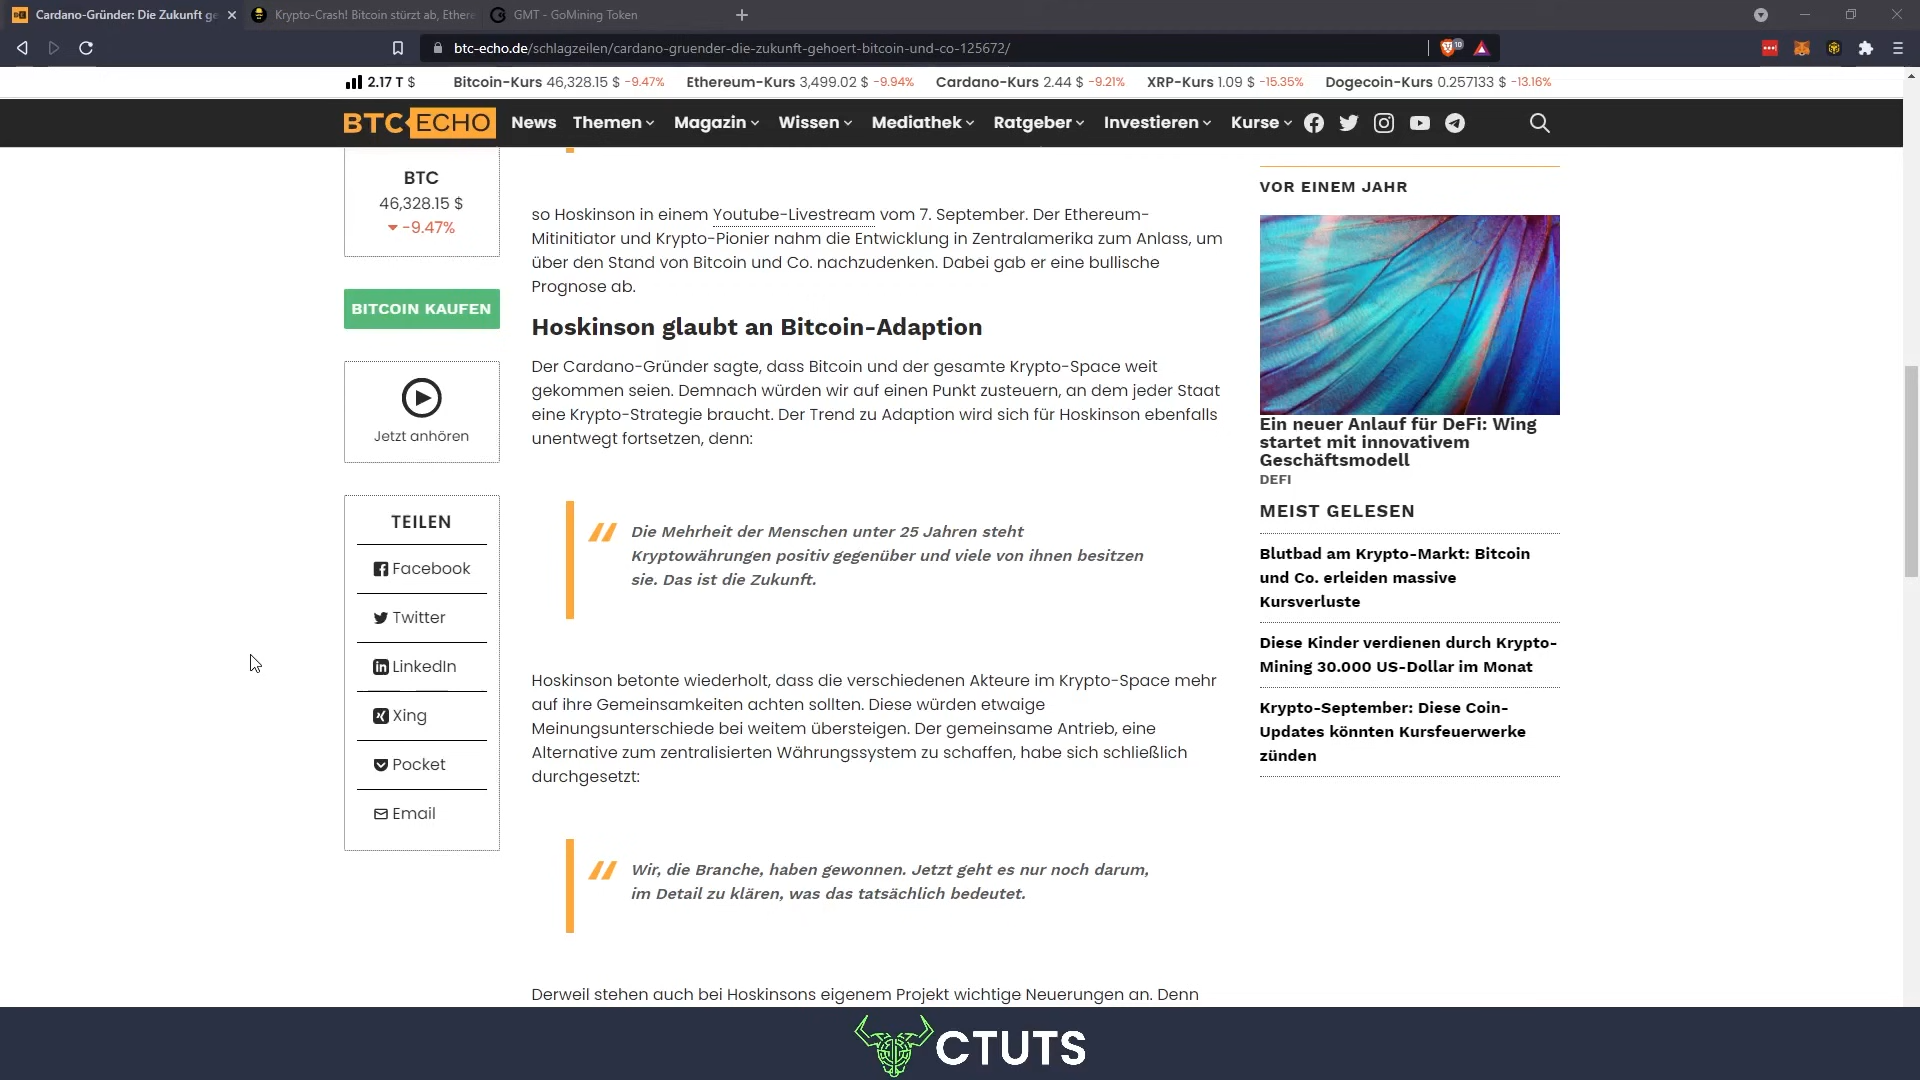 Cardano-Gründer: Die Zukunft ge
Krypto-Crash! Bitcoin stürzt ab, Ethere
GMT - GoMining Token
btc-echo.de/schlagzeilen/cardano-gruender-die-zukunft-gehoert-bitcoin-und-co-125672/
10
2.17 T $
Bitcoin-Kurs 46,328.15 $ -9.47%
Ethereum-Kurs 3,499.02 $ -9.94%
Cardano-Kurs 2.44 $ -9.21%
XRP-Kurs 1.09 $ -15.35%
Dogecoin-Kurs 0.257133 $ -13.16%
BTC ECHO
News
Themen
Magazin
Wissen
Mediathek
Ratgeber
Investieren
Kurse
BTC
46,328.15 $
-9.47%
BITCOIN KAUFEN
Jetzt anhören
TEILEN
Facebook
Twitter
LinkedIn
Xing
Pocket
Email
so Hoskinson in einem Youtube-Livestream vom 7. September. Der Ethereum-
Mitinitiator und Krypto-Pionier nahm die Entwicklung in Zentralamerika zum Anlass, um
über den Stand von Bitcoin und Co. nachzudenken. Dabei gab er eine bullische
Prognose ab.
Hoskinson glaubt an Bitcoin-Adaption
Der Cardano-Gründer sagte, dass Bitcoin und der gesamte Krypto-Space weit
gekommen seien. Demnach würden wir auf einen Punkt zusteuern, an dem jeder Staat
eine Krypto-Strategie braucht. Der Trend zu Adaption wird sich für Hoskinson ebenfalls
unentwegt fortsetzen, denn:
Die Mehrheit der Menschen unter 25 Jahren steht
Kryptowährungen positiv gegenüber und viele von ihnen besitzen
sie. Das ist die Zukunft.
Hoskinson betonte wiederholt, dass die verschiedenen Akteure im Krypto-Space mehr
auf ihre Gemeinsamkeiten achten sollten. Diese würden etwaige
Meinungsunterschiede bei weitem übersteigen. Der gemeinsame Antrieb, eine
Alternative zum zentralisierten Währungssystem zu schaffen, habe sich schließlich
durchgesetzt:
Wir, die Branche, haben gewonnen. Jetzt geht es nur noch darum,
im Detail zu klären, was das tatsächlich bedeutet.
Derweil stehen auch bei Hoskinsons eigenem Projekt wichtige Neuerungen an. Denn
VOR EINEM JAHR
Ein neuer Anlauf für DeFi: Wing
startet mit innovativem
Geschäftsmodell
DEFI
MEIST GELESEN
Blutbad am Krypto-Markt: Bitcoin
und Co. erleiden massive
Kursverluste
Diese Kinder verdienen durch Krypto-
Mining 30.000 US-Dollar im Monat
Krypto-September: Diese Coin-
Updates könnten Kursfeuerwerke
zünden
CTUTS